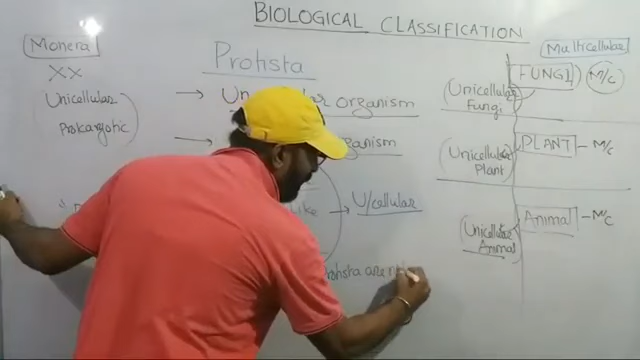 BIOLOGICAL CLASSIFICATION
Monera
XX
Unicellular
Prokaryotic
Protista
→ organism
→ organism
like → U/cellular
Protista are
Multicellular
(Unicellular Fungi) FUNGI) M/C
(Unicellular Plant) PLANT - M/C
(Unicellular Animal) Animal - M/C